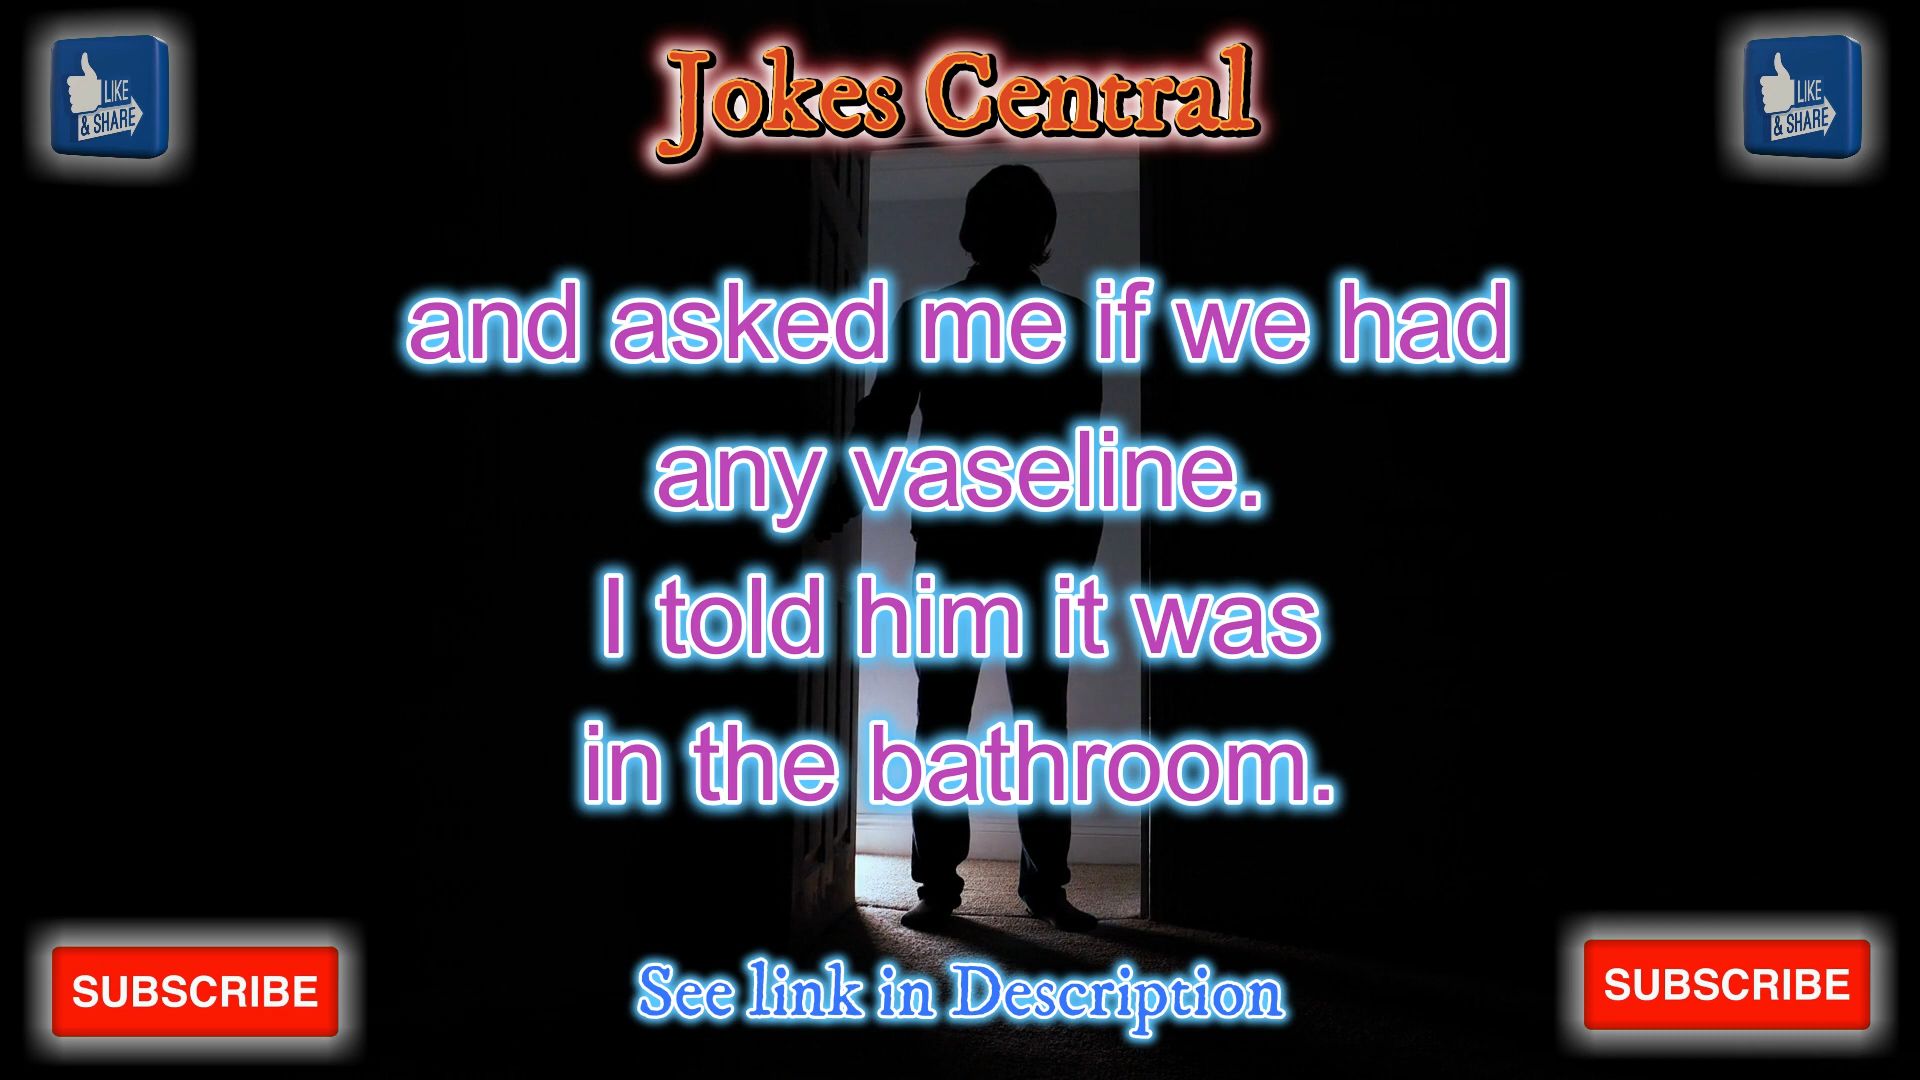 LIKE
& SHARE
Jokes Central
LIKE
& SHARE
and asked me if we had
any vaseline.
I told him it was
in the bathroom.
SUBSCRIBE
See link in Description
SUBSCRIBE